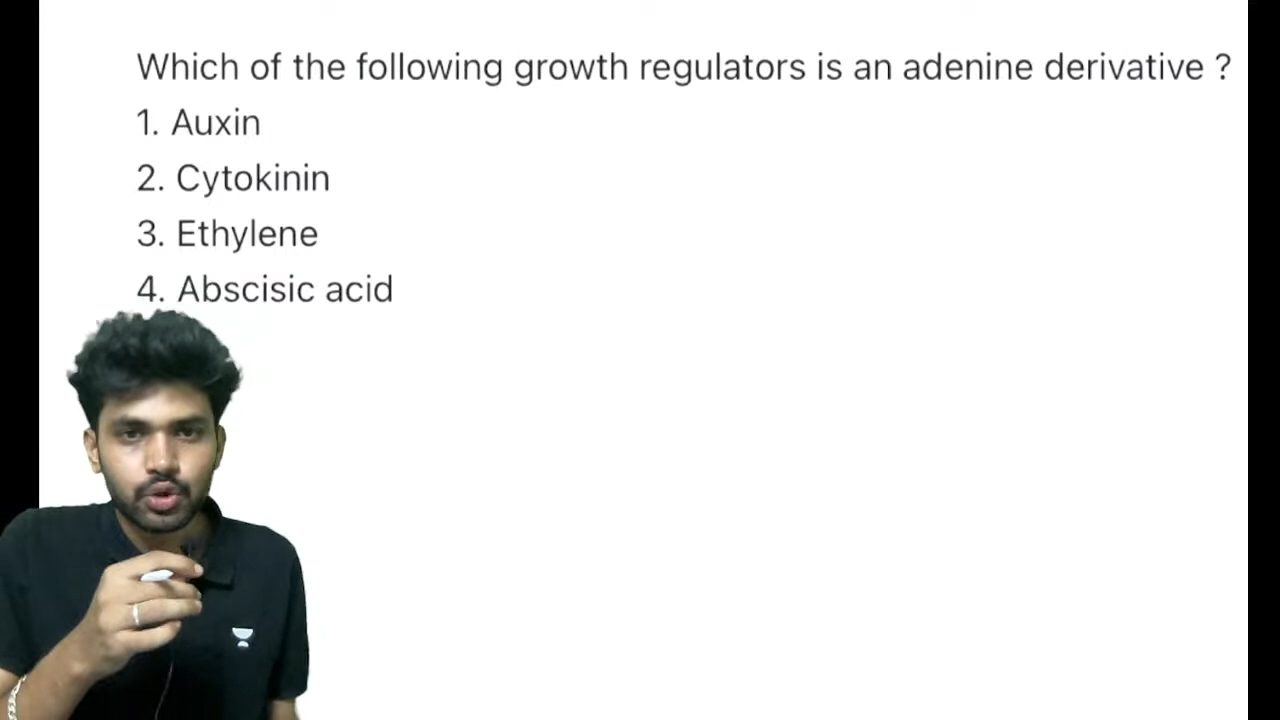 Which of the following growth regulators is an adenine derivative ?
1. Auxin
2. Cytokinin
3. Ethylene
4. Abscisic acid